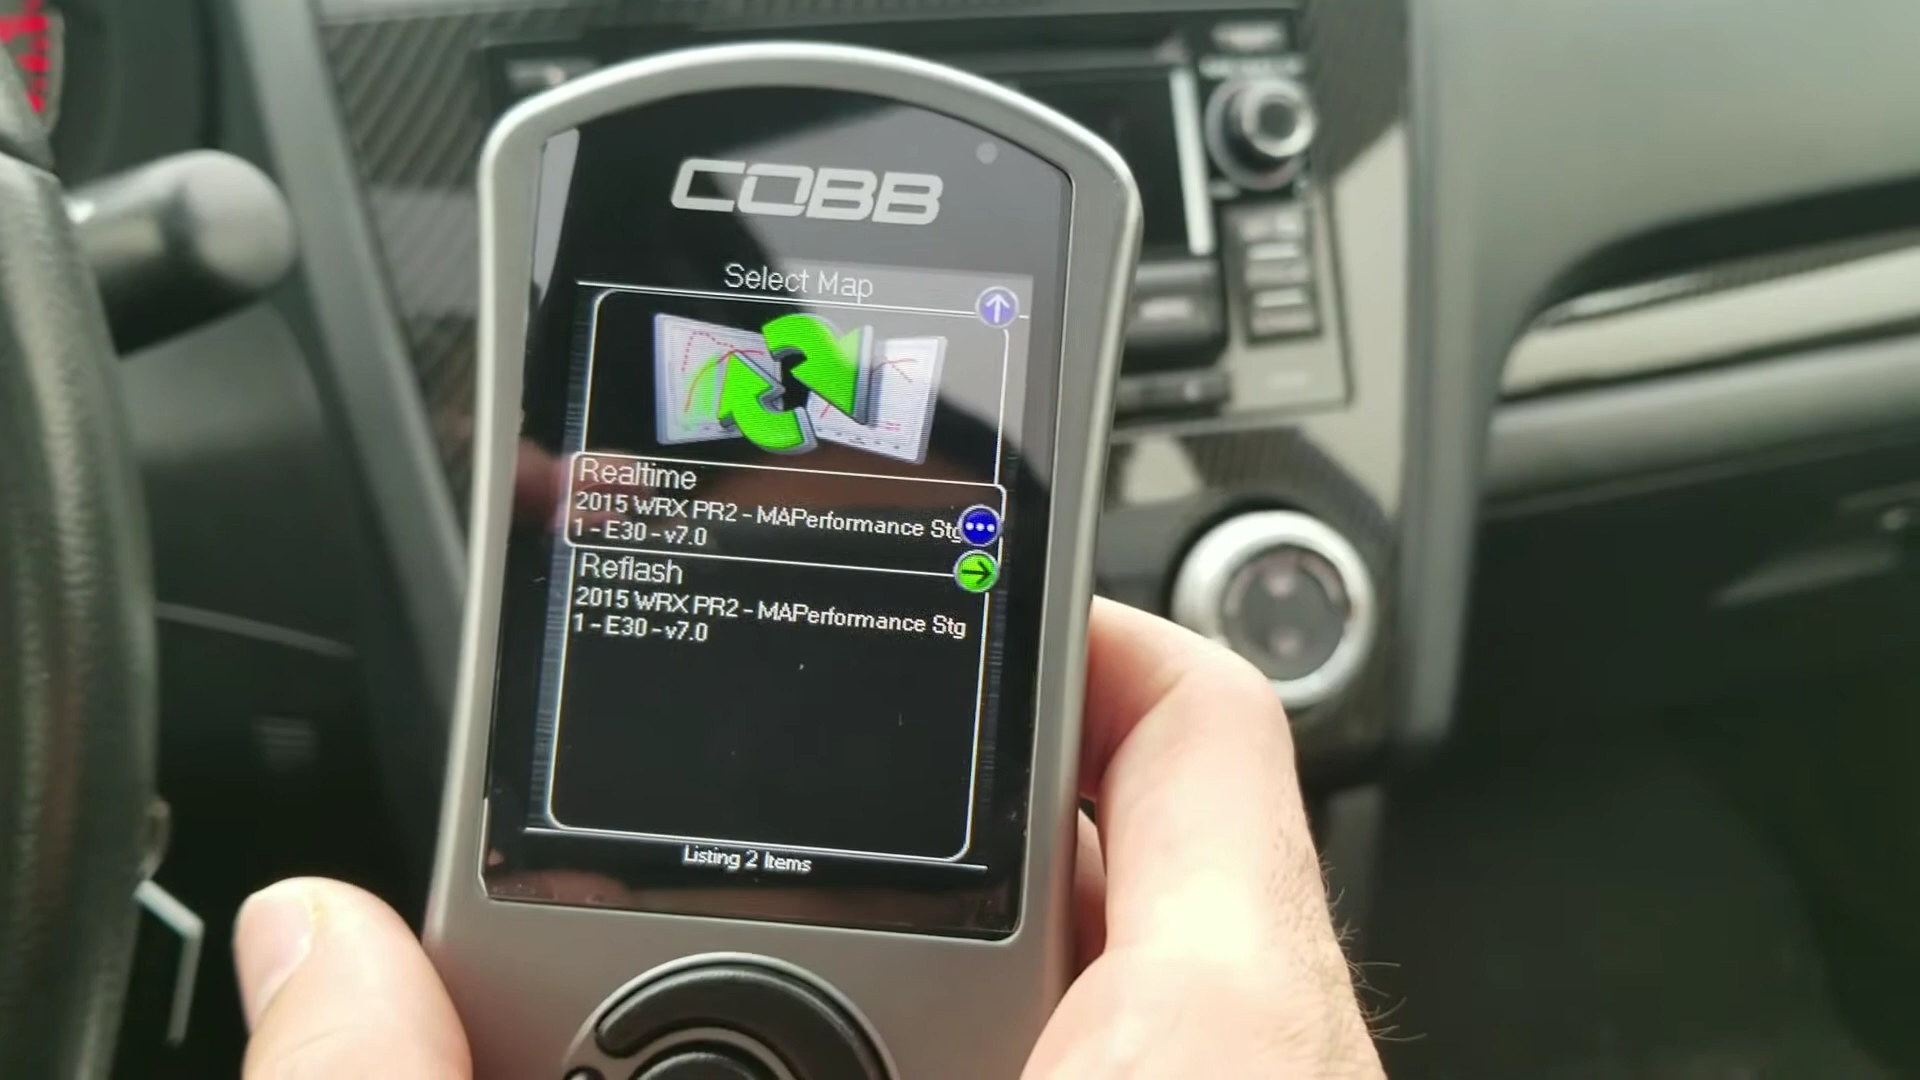 COBB
Select Map
Realtime
2015 WRX PR2 - MAPerformance Stg
1 - E30 - v7.0
Reflash
2015 WRX PR2 - MAPerformance Stg
1 - E30 - v7.0
Listing 2 Items